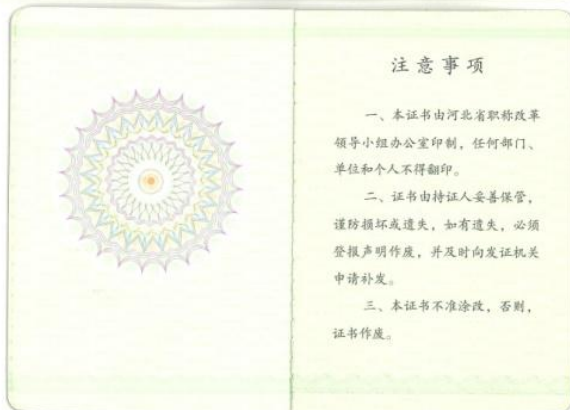 注意事项
一、本证书由河北省职称改革
领导小组办公室印制，任何部门、
单位和个人不得翻印。
二、证书由持证人妥善保管，
谨防损坏或遗失，如有遗失，必须
登报声明作废，并及时向发证机关
申请补发。
三、本证书不准涂改，否则，
证书作废。